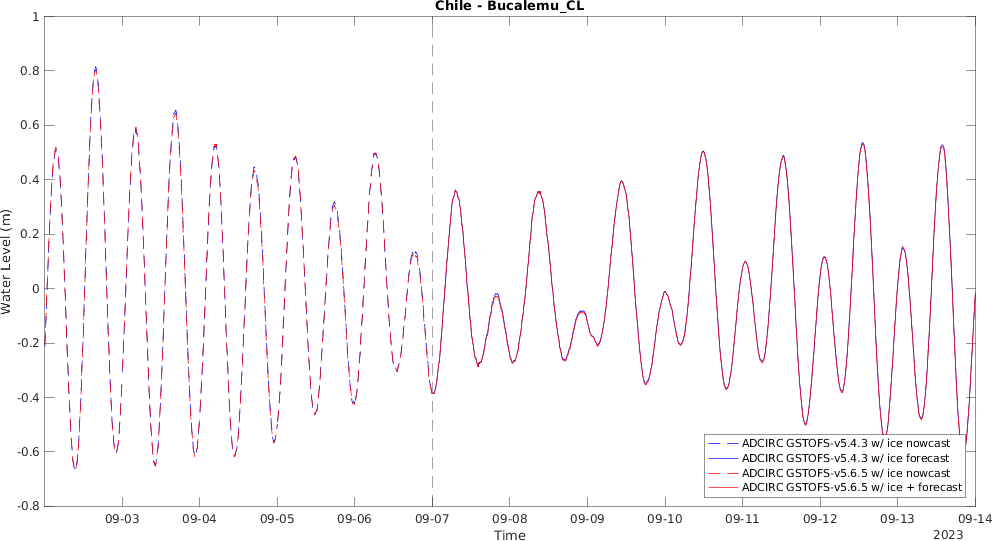 Chile - Bucalemu_CL
Water Level (m)
1
0.8
0.6
0.4
0.2
0
-0.2
-0.4
-0.6
-0.8
ADCIRC GSTOFS-v5.4.3 w/ ice nowcast
ADCIRC GSTOFS-v5.4.3 w/ ice forecast
ADCIRC GSTOFS-v5.6.5 w/ ice nowcast
ADCIRC GSTOFS-v5.6.5 w/ ice + forecast
09-03 09-04 09-05 09-06 09-07 09-08 09-09 09-10 09-11 09-12 09-13 09-14
Time
2023